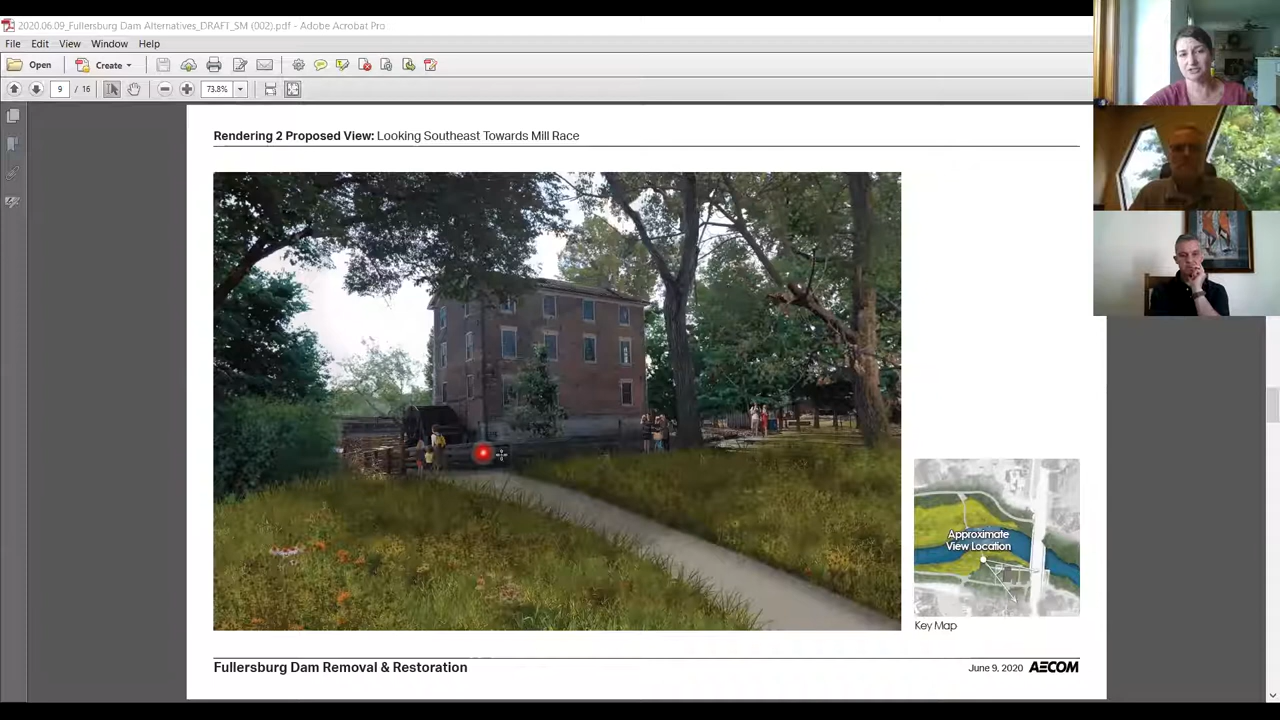 2020.06.09_Fullersburg Dam Alternatives_DRAFT_SM (002).pdf - Adobe Acrobat Pro
File Edit View Window Help
Open Create
9 / 16 73.8%
Rendering 2 Proposed View: Looking Southeast Towards Mill Race
Approximate
View Location
Key Map
Fullersburg Dam Removal & Restoration
June 9, 2020 AECOM